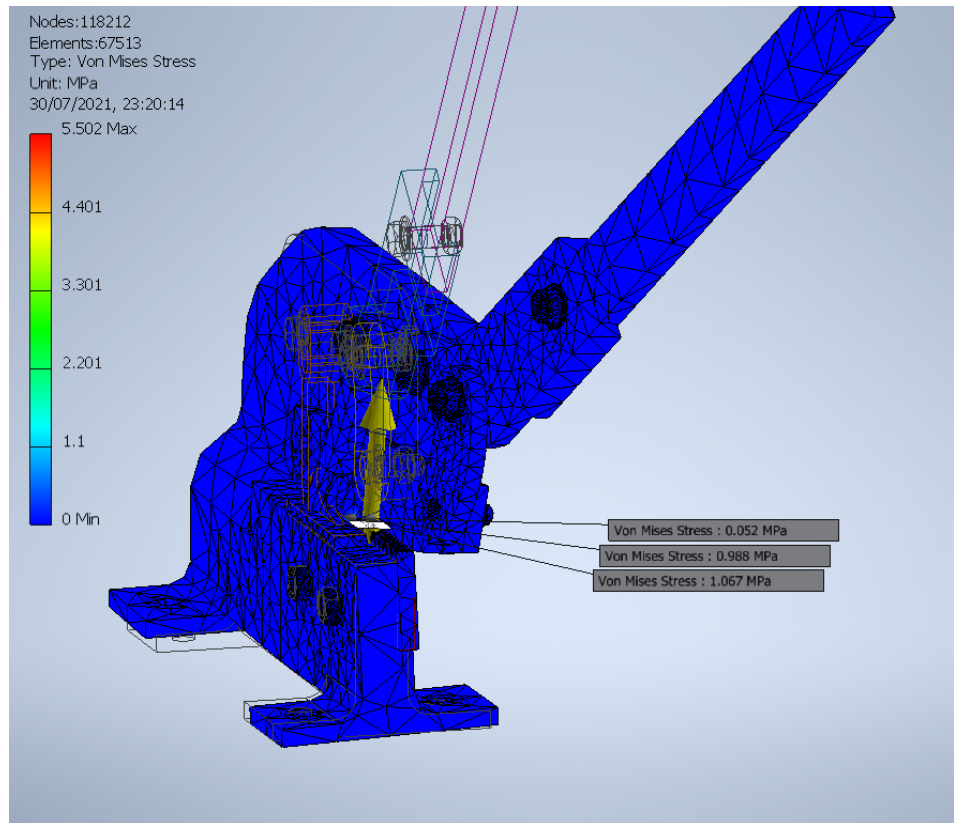 Nodes:118212
Elements:67513
Type: Von Mises Stress
Unit: MPa
30/07/2021, 23:20:14
5.502 Max
4.401
3.301
2.201
1.1
0 Min
Von Mises Stress : 0.052 MPa
Von Mises Stress : 0.988 MPa
Von Mises Stress : 1.067 MPa